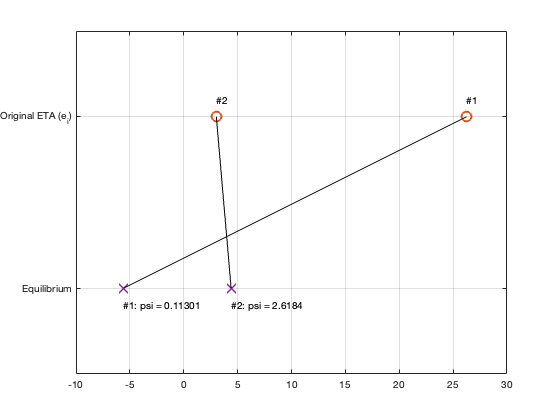 #2
#1
Original ETA (e_i)
Equilibrium
#1: psi = 0.11301
#2: psi = 2.6184
-10
-5
0
5
10
15
20
25
30